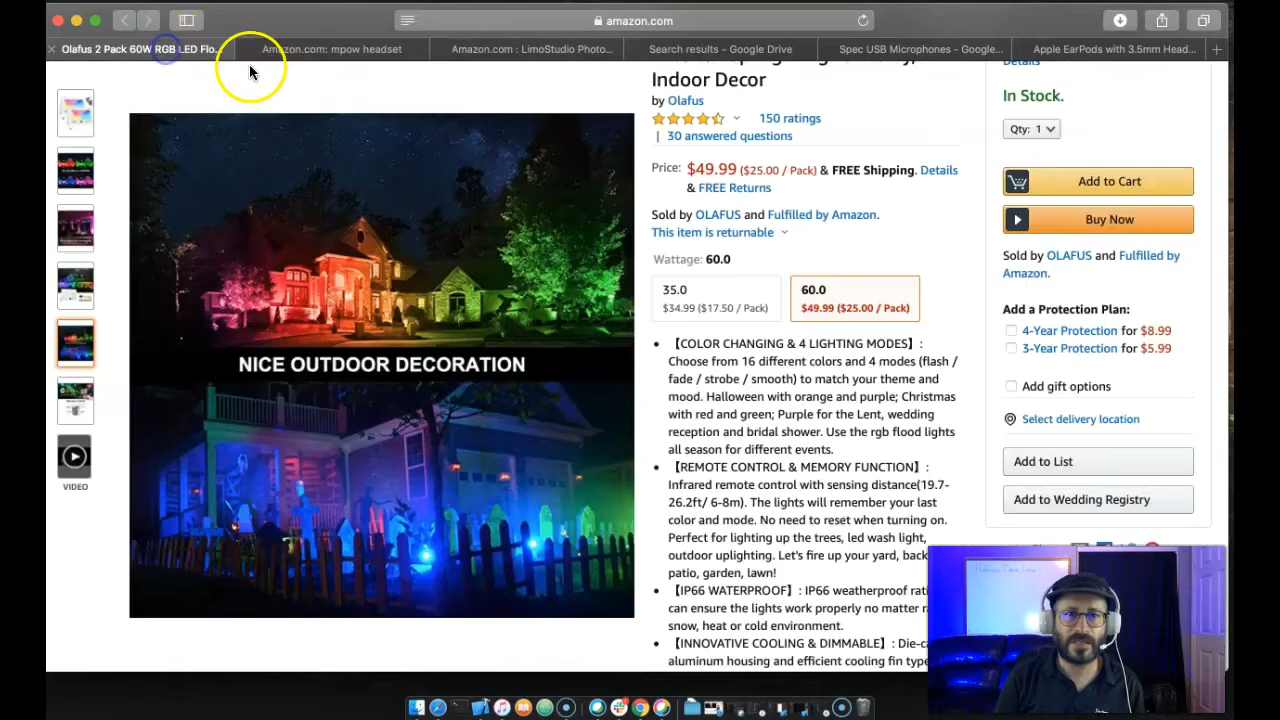 amazon.com
Olafus 2 Pack 60W RGB LED Flo...
Amazon.com: mpow headset
Amazon.com : LimoStudio Photo...
Search results - Google Drive
Spec USB Microphones - Google...
Apple EarPods with 3.5mm Head...
Indoor Decor
by Olafus
150 ratings
| 30 answered questions
Price: $49.99 ($25.00 / Pack) & FREE Shipping. Details
& FREE Returns
Sold by OLAFUS and Fulfilled by Amazon.
This item is returnable
Wattage: 60.0
35.0
$34.99 ($17.50 / Pack)
60.0
$49.99 ($25.00 / Pack)
【COLOR CHANGING & 4 LIGHTING MODES】:
Choose from 16 different colors and 4 modes (flash /
fade / strobe / smooth) to match your theme and
mood. Halloween with orange and purple; Christmas
with red and green; Purple for the Lent, wedding
reception and bridal shower. Use the rgb flood lights
all season for different events.
【REMOTE CONTROL & MEMORY FUNCTION】:
Infrared remote control with sensing distance(19.7-
26.2ft/ 6-8m). The lights will remember your last
color and mode. No need to reset when turning on.
Perfect for lighting up the trees, led wash light,
outdoor uplighting. Let's fire up your yard, back
patio, garden, lawn!
【IP66 WATERPROOF】: IP66 weatherproof rati
can ensure the lights work properly no matter r
snow, heat or cold environment.
【INNOVATIVE COOLING & DIMMABLE】: Die-ca
aluminum housing and efficient cooling fin type
NICE OUTDOOR DECORATION
VIDEO
Details
In Stock.
Qty: 1
Add to Cart
Buy Now
Sold by OLAFUS and Fulfilled by
Amazon.
Add a Protection Plan:
4-Year Protection for $8.99
3-Year Protection for $5.99
Add gift options
Select delivery location
Add to List
Add to Wedding Registry